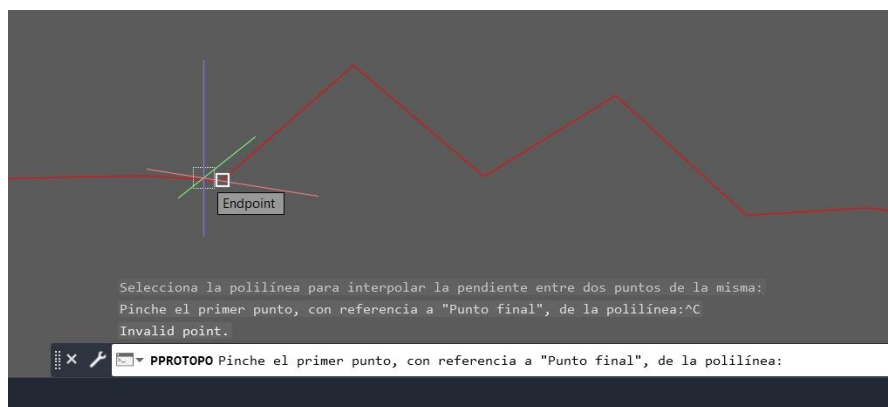 Endpoint
Selecciona la polilínea para interpolar la pendiente entre dos puntos de la misma:
Pinche el primer punto, con referencia a "Punto final", de la polilínea:^C
Invalid point.
PPROTOPO Pinche el primer punto, con referencia a "Punto final", de la polilínea: